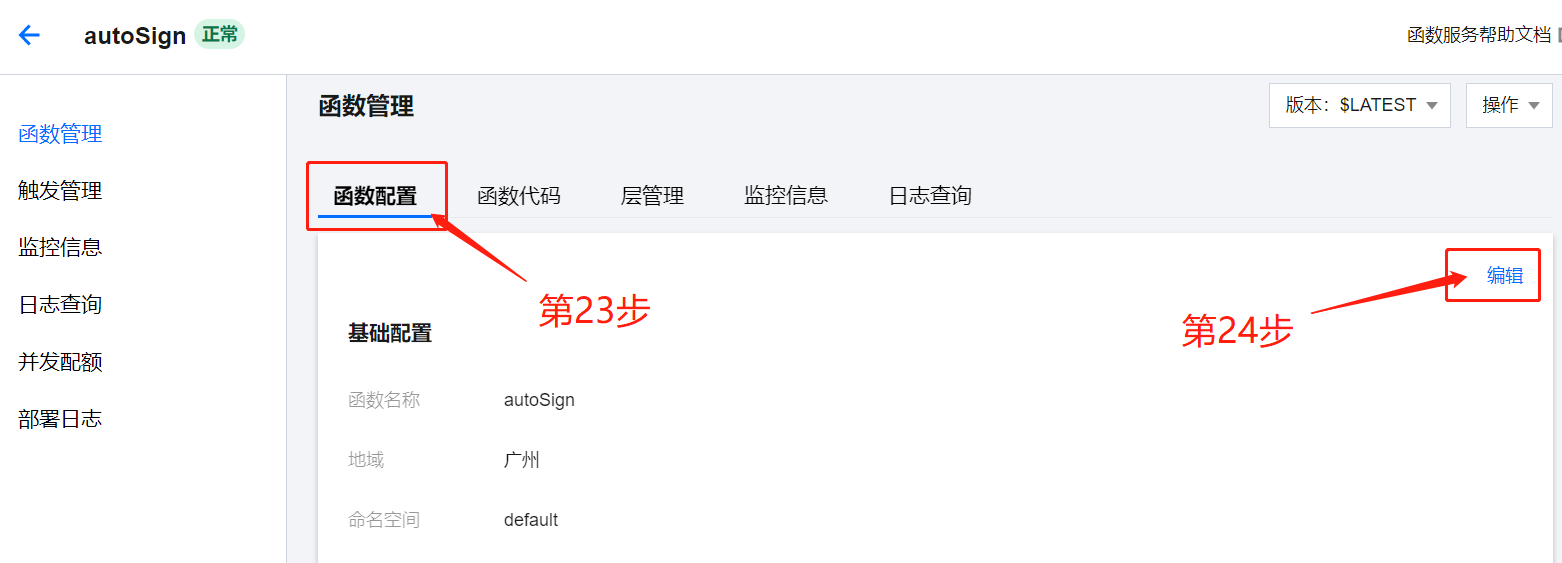 autoSign 正常
函数服务帮助文档
函数管理
触发管理
监控信息
日志查询
并发配额
部署日志
函数管理
版本: $LATEST
操作
函数配置 函数代码 层管理 监控信息 日志查询
编辑
第23步
第24步
基础配置
函数名称 autoSign
地域 广州
命名空间 default